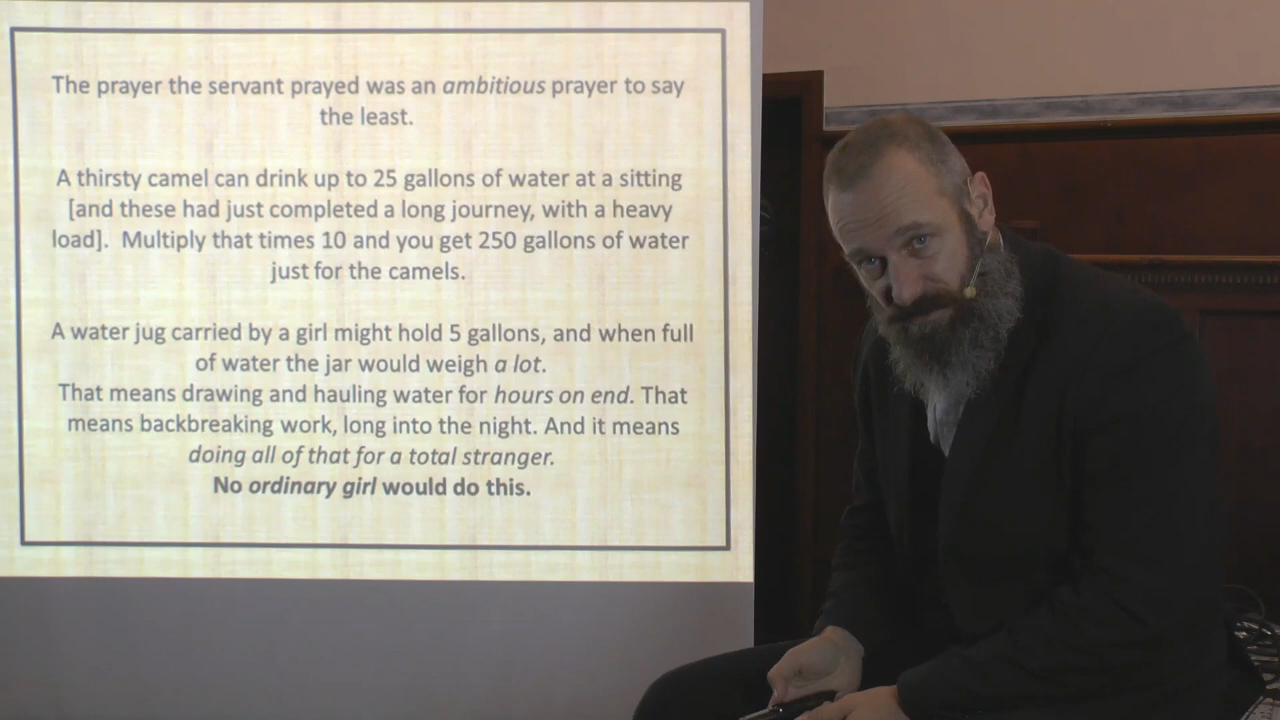 The prayer the servant prayed was an ambitious prayer to say
the least.
A thirsty camel can drink up to 25 gallons of water at a sitting
[and these had just completed a long journey, with a heavy
load].  Multiply that times 10 and you get 250 gallons of water
just for the camels.
A water jug carried by a girl might hold 5 gallons, and when full
of water the jar would weigh a lot.
That means drawing and hauling water for hours on end. That
means backbreaking work, long into the night. And it means
doing all of that for a total stranger.
No ordinary girl would do this.